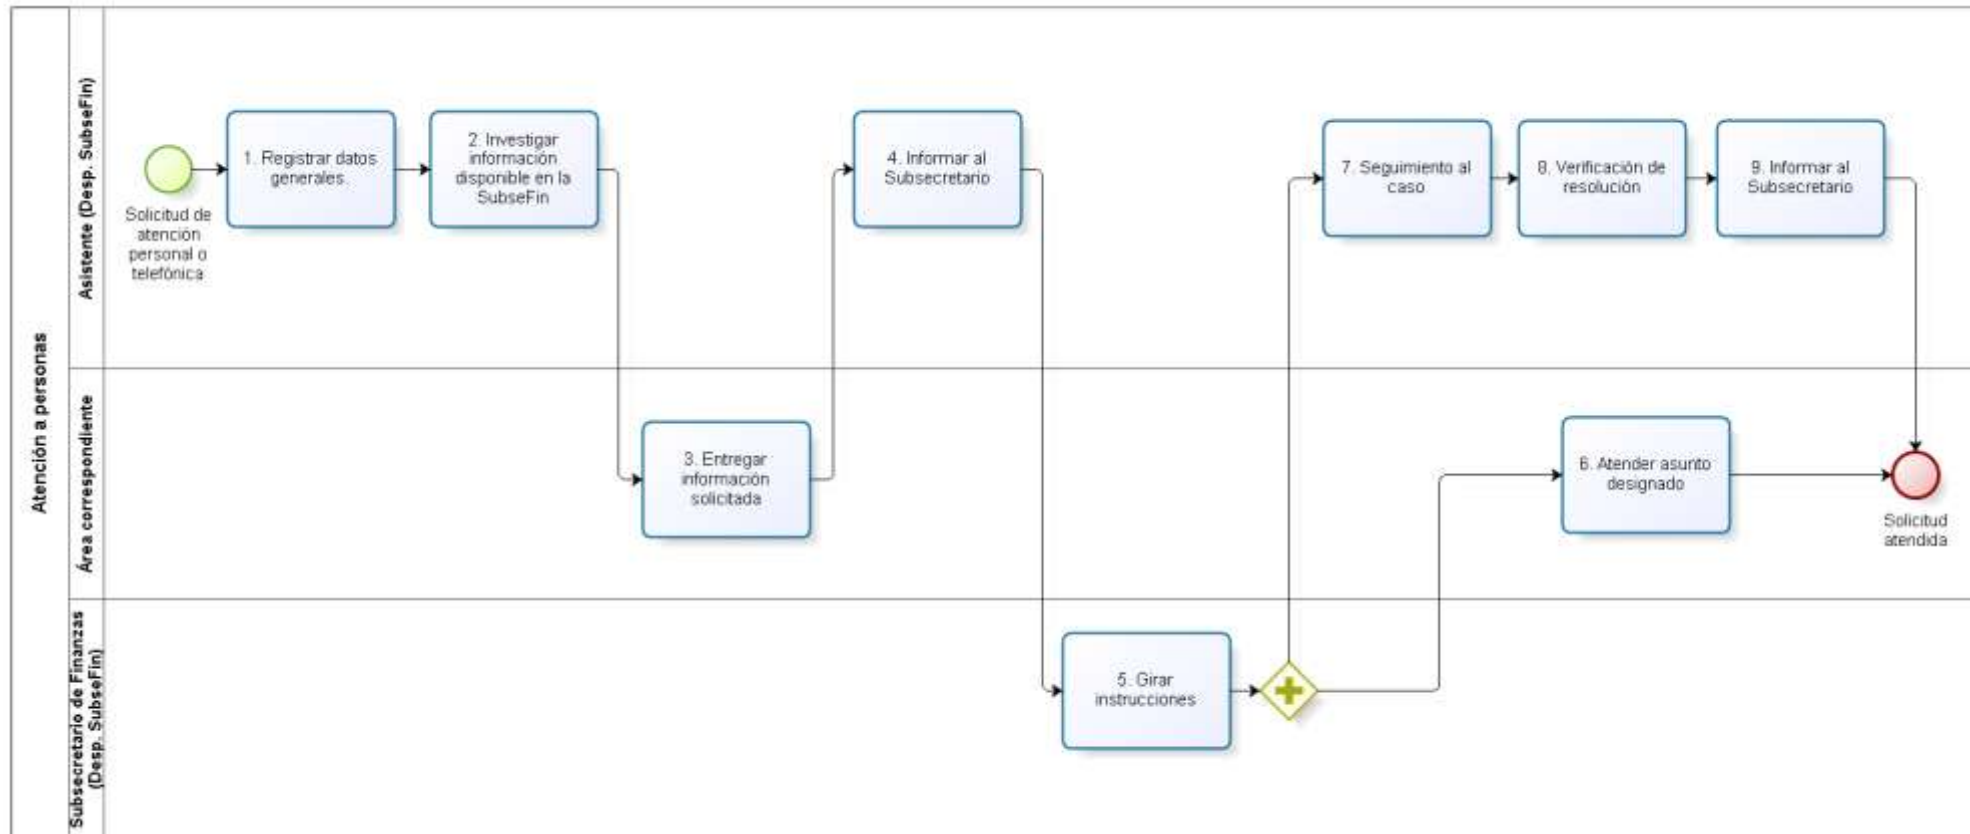 Atención a personas
Asistente (Desp. SubseFin)
Solicitud de
atención
personal o
telefónica
1. Registrar datos
generales.
2. Investigar
información
disponible en la
SubseFin
4. Informar al
Subsecretario
7. Seguimiento al
caso
8. Verificación de
resolución
9. Informar al
Subsecretario
Área correspondiente
3. Entregar
información
solicitada
6. Atender asunto
designado
Solicitud
atendida
Subsecretario de Finanzas
(Desp. SubseFin)
5. Girar
instrucciones